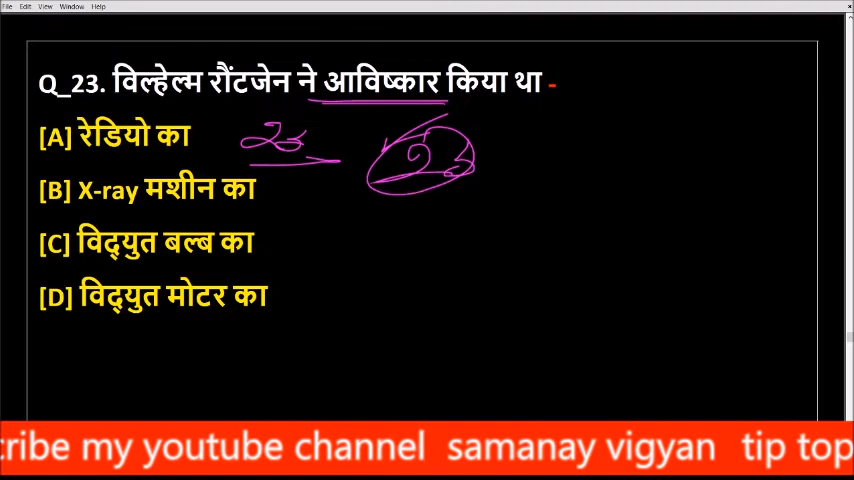 File Edit View Window Help
Q_23. विल्हेल्म रौंटजेन ने आविष्कार किया था -
[A] रेडियो का
[B] X-ray मशीन का
[C] विद्युत बल्ब का
[D] विद्युत मोटर का
cribe my youtube channel samanay vigyan tip top